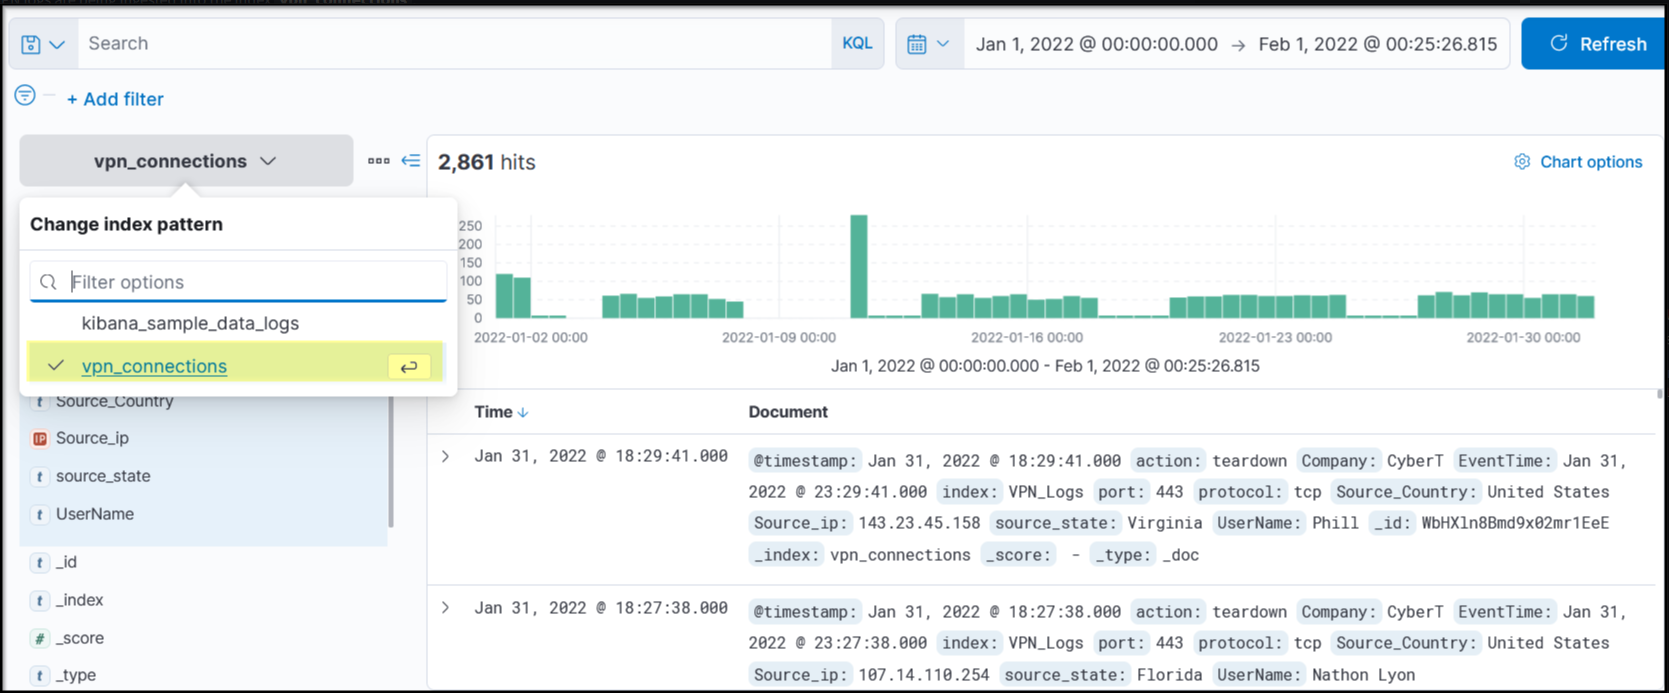 Search
KQL
Jan 1, 2022 @ 00:00:00.000 → Feb 1, 2022 @ 00:25:26.815
Refresh
+ Add filter
vpn_connections
2,861 hits
Chart options
Change index pattern
Filter options
kibana_sample_data_logs
vpn_connections
Source_Country
Source_ip
source_state
UserName
_id
_index
_score
_type
250
200
150
100
50
0
2022-01-02 00:00 2022-01-09 00:00 2022-01-16 00:00 2022-01-23 00:00 2022-01-30 00:00
Jan 1, 2022 @ 00:00:00.000 - Feb 1, 2022 @ 00:25:26.815
Time ↓ Document
Jan 31, 2022 @ 18:29:41.000
@timestamp: Jan 31, 2022 @ 18:29:41.000 action: teardown Company: CyberT EventTime: Jan 31,
2022 @ 23:29:41.000 index: VPN_Logs port: 443 protocol: tcp Source_Country: United States
Source_ip: 143.23.45.158 source_state: Virginia UserName: Phill _id: WbHXln8Bmd9x02mr1EeE
_index: vpn_connections _score: - _type: _doc
Jan 31, 2022 @ 18:27:38.000
@timestamp: Jan 31, 2022 @ 18:27:38.000 action: teardown Company: CyberT EventTime: Jan 31,
2022 @ 23:27:38.000 index: VPN_Logs port: 443 protocol: tcp Source_Country: United States
Source_ip: 107.14.110.254 source_state: Florida UserName: Nathon Lyon